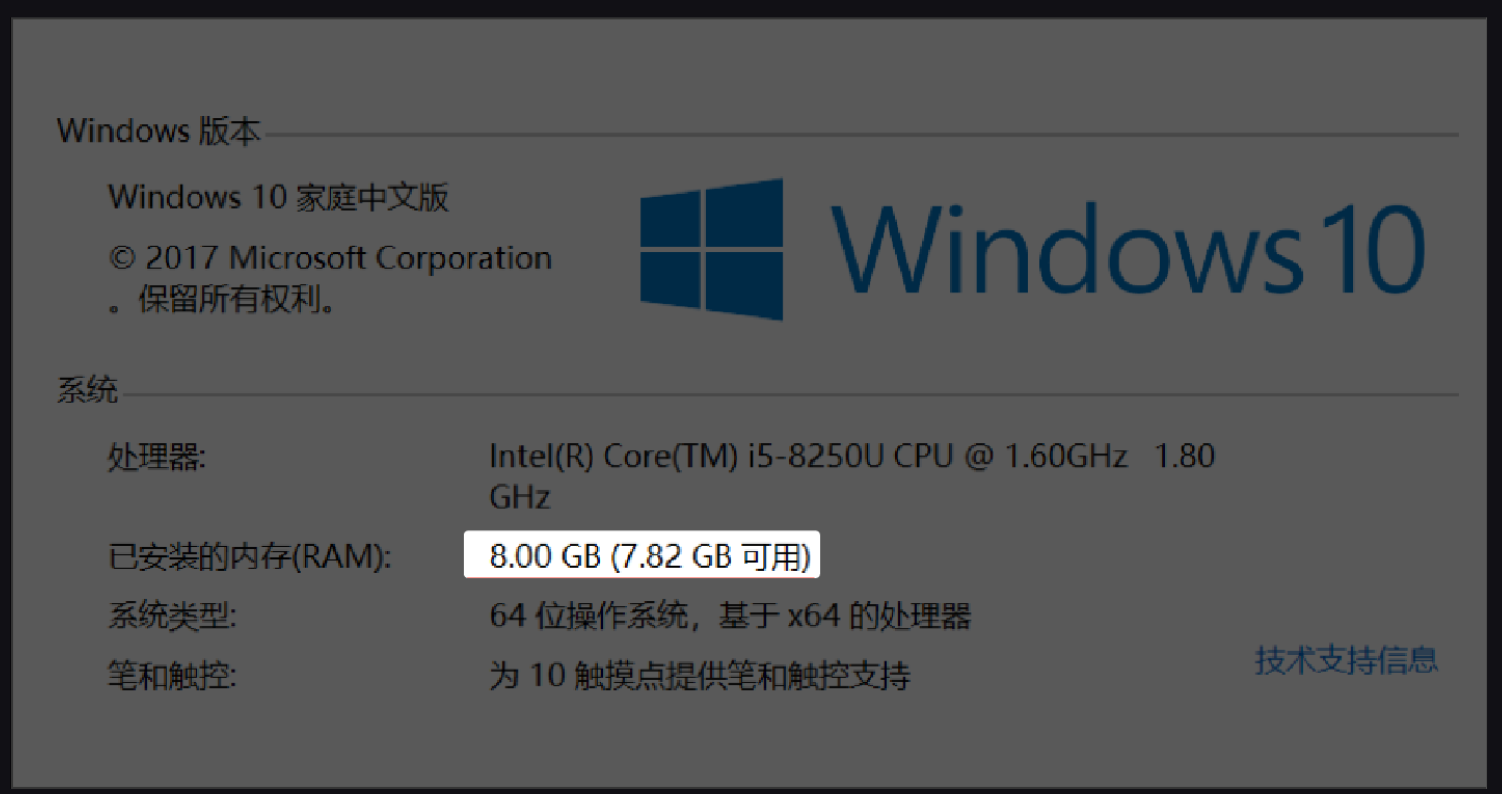 Windows 版本
Windows 10 家庭中文版
© 2017 Microsoft Corporation
。保留所有权利。
Windows 10
系统
处理器:
Intel(R) Core(TM) i5-8250U CPU @ 1.60GHz 1.80
GHz
已安装的内存(RAM):
8.00 GB (7.82 GB 可用)
系统类型:
64 位操作系统，基于 x64 的处理器
笔和触控:
为 10 触摸点提供笔和触控支持
技术支持信息